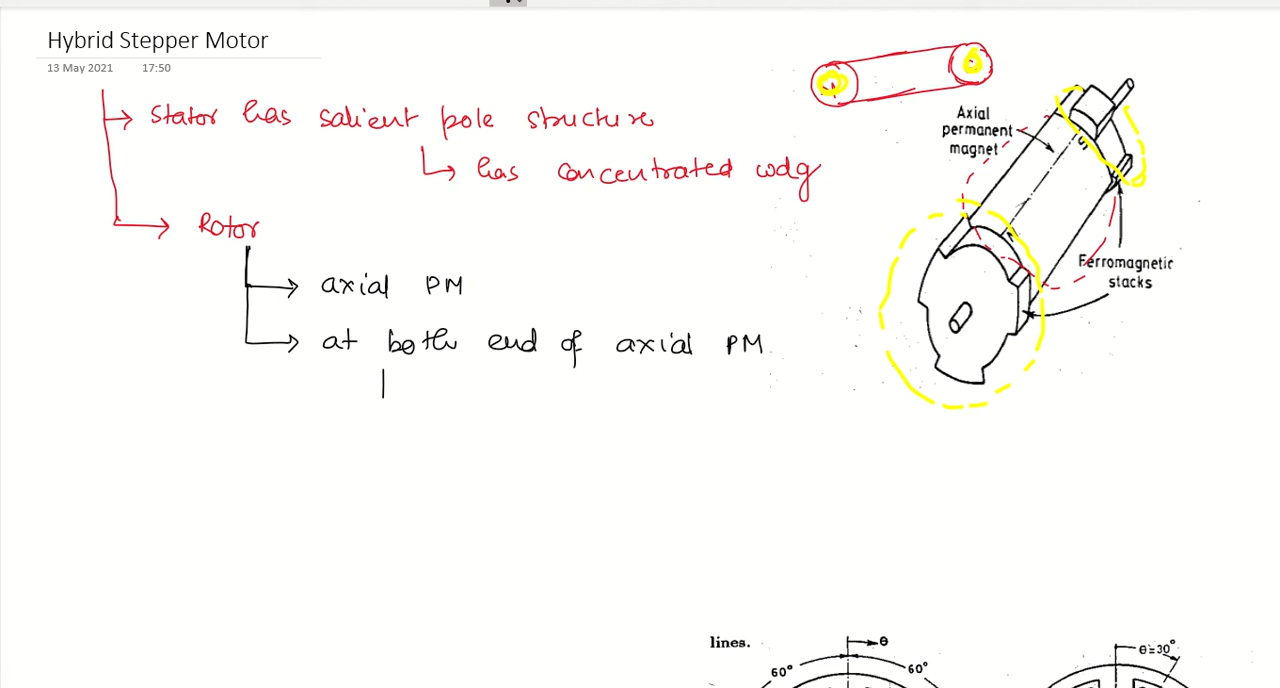 Hybrid Stepper Motor
13 May 2021 17:50
Stator has salient pole structure
has concentrated wdg
Rotor
axial PM
at both end of axial PM
Axial
permanent
magnet
S
Ferromagnetic
stacks
lines.
θ
60° 60°
θ=30°